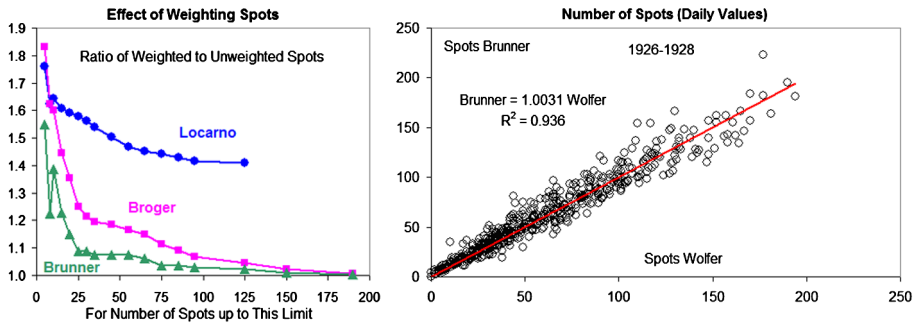 Effect of Weighting Spots
1.9
1.8
1.7
1.6
1.5
1.4
1.3
1.2
1.1
1.0
Ratio of Weighted to Unweighted Spots
Locarno
Broger
Brunner
0 25 50 75 100 125 150 175 200
For Number of Spots up to This Limit
Number of Spots (Daily Values)
250
200
150
100
50
0
Spots Brunner
1926-1928
Brunner = 1.0031 Wolfer
R² = 0.936
Spots Wolfer
0 50 100 150 200 250